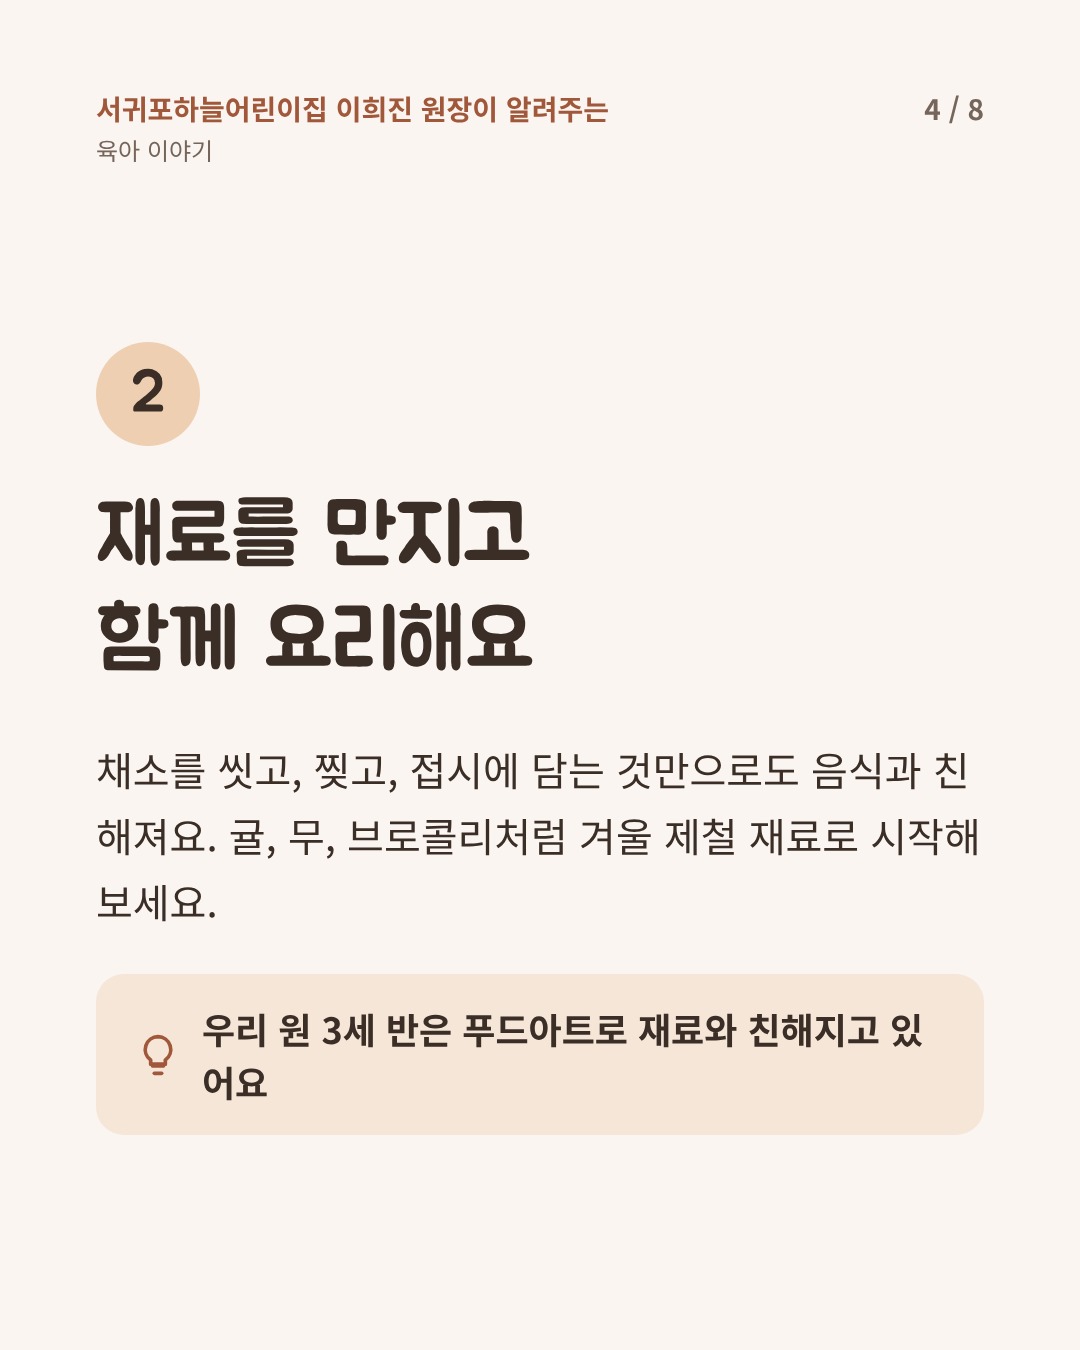 서귀포하늘어린이집 이희진 원장이 알려주는
4 / 8
육아 이야기
2
재료를 만지고
함께 요리해요
채소를 씻고, 찢고, 접시에 담는 것만으로도 음식과 친
해져요. 귤, 무, 브로콜리처럼 겨울 제철 재료로 시작해
보세요.
우리 원 3세 반은 푸드아트로 재료와 친해지고 있
어요